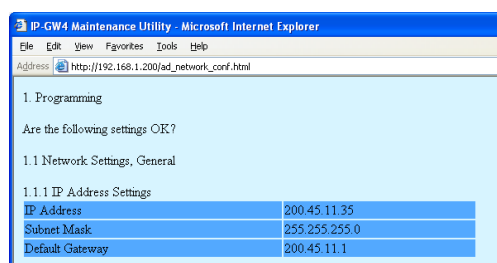 IP-GW4 Maintenance Utility - Microsoft Internet Explorer
File Edit View Favorites Tools Help
Address http://192.168.1.200/ad_network_conf.html
1. Programming
Are the following settings OK?
1.1 Network Settings, General
1.1.1 IP Address Settings
IP Address 200.45.11.35
Subnet Mask 255.255.255.0
Default Gateway 200.45.11.1